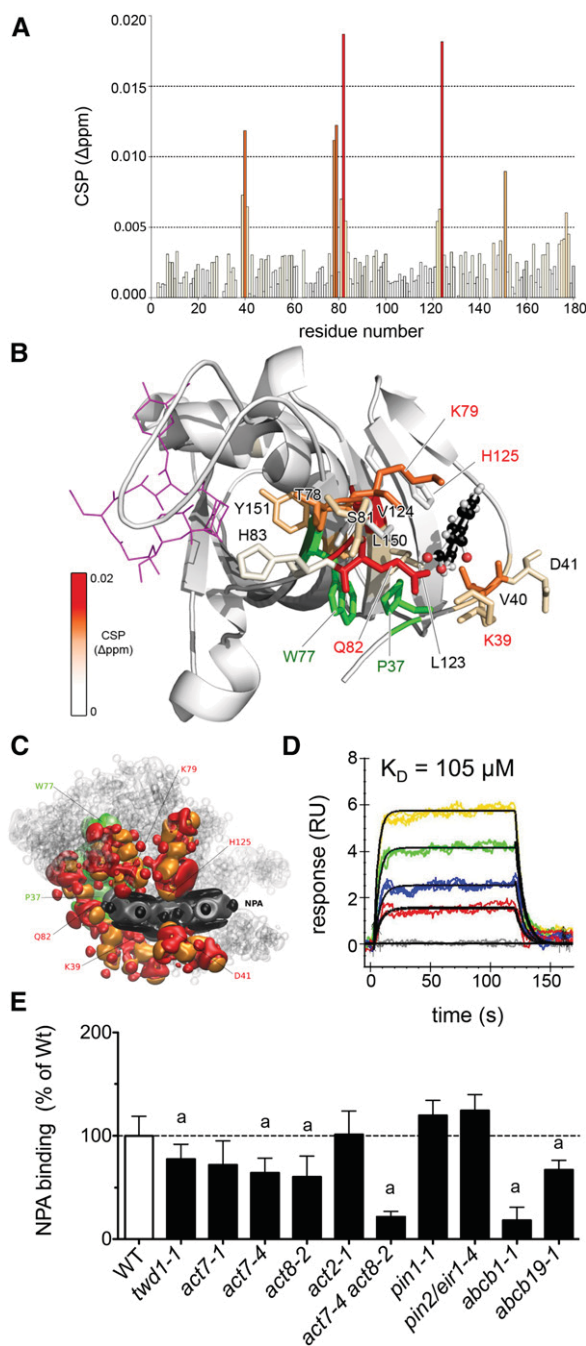 A
CSP (Δppm)
0.020
0.015
0.010
0.005
0.000
0 20 40 60 80 100 120 140 160 180
residue number
B
K79
H125
T78
Y151
V124
S81
H83
L150
D41
V40
K39
W77
Q82
P37
L123
0.02
CSP
(Δppm)
0
C
W77
K79
H125
P37
NPA
Q82
K39
D41
D
K_D = 105 µM
response (RU)
8
6
4
2
0
0 50 100 150
time (s)
E
NPA binding (% of Wt)
200
100
0
a a a a a a
WT
twd1-1
act7-1
act7-4
act8-2
act2-1
act7-4 act8-2
pin1-1
pin2/eir1-4
abcb1-1
abcb19-1